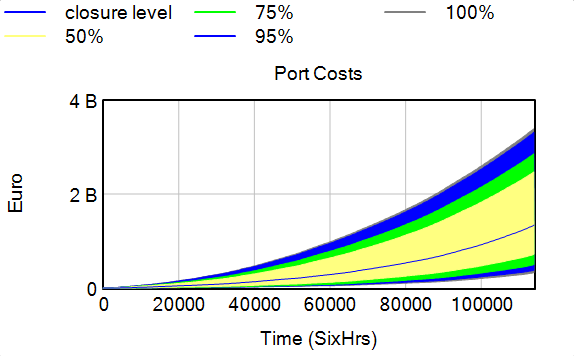 closure level 75% 100%
50% 95%
Port Costs
4 B
2 B
0
Euro
0 20000 40000 60000 80000 100000
Time (SixHrs)